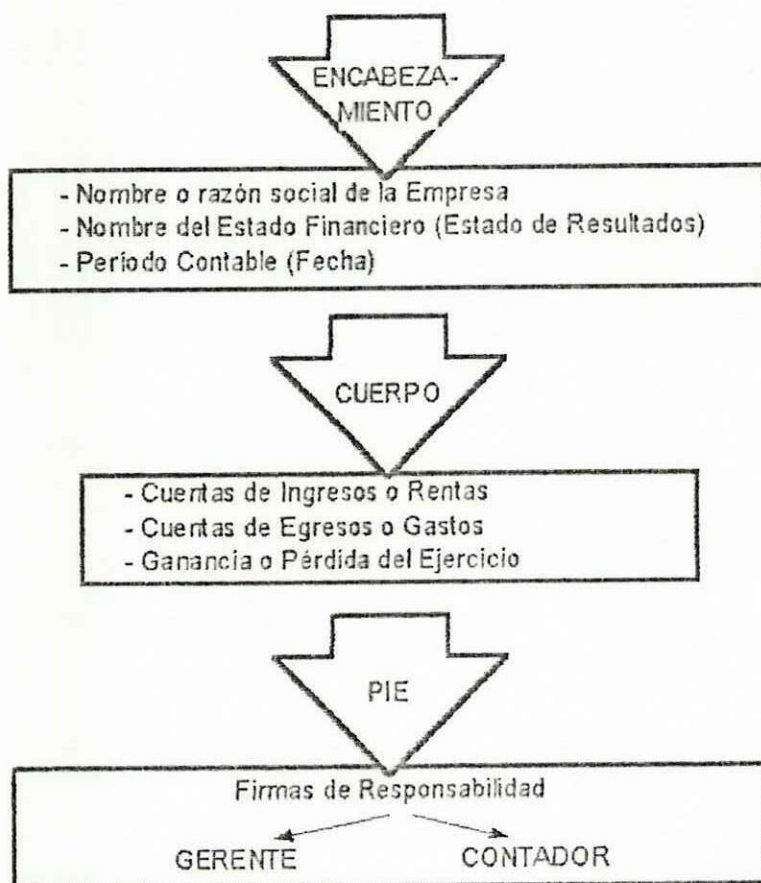 ENCABEZA-
MIENTO
- Nombre o razón social de la Empresa
- Nombre del Estado Financiero (Estado de Resultados)
- Período Contable (Fecha)
CUERPO
- Cuentas de Ingresos o Rentas
- Cuentas de Egresos o Gastos
- Ganancia o Pérdida del Ejercicio
PIE
Firmas de Responsabilidad
GERENTE CONTADOR